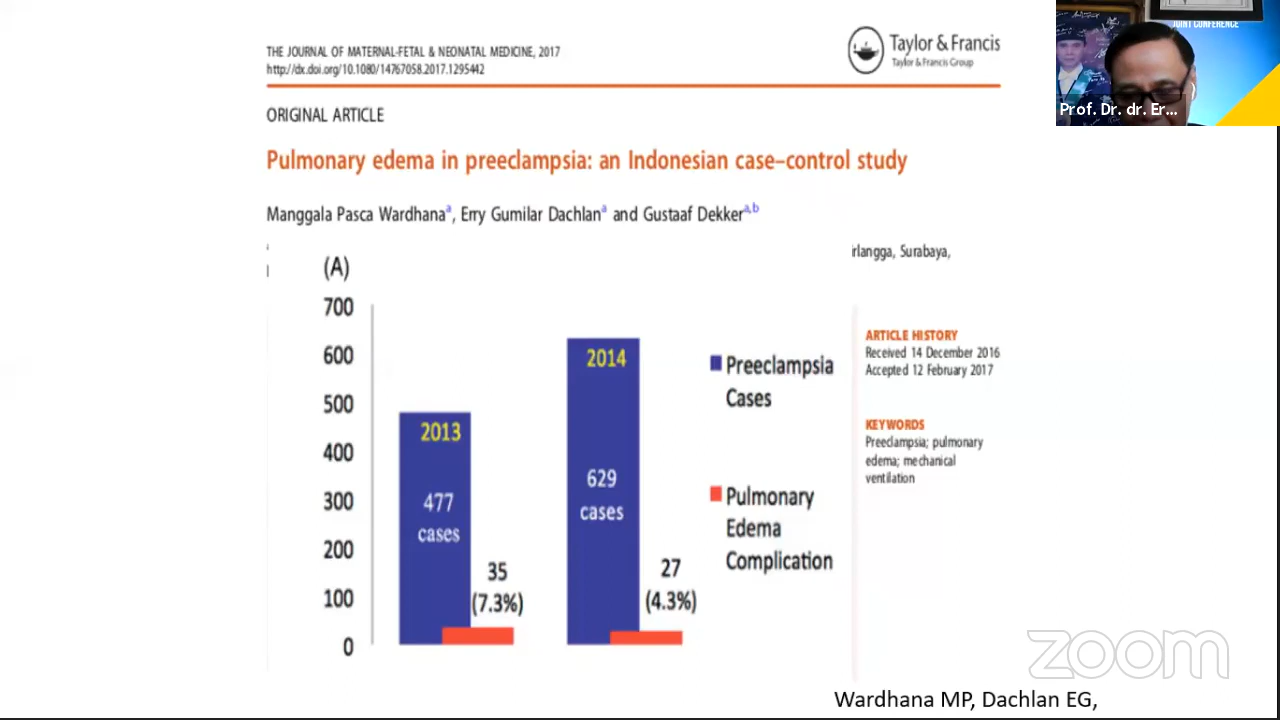 THE JOURNAL OF MATERNAL-FETAL & NEONATAL MEDICINE, 2017
http://dx.doi.org/10.1080/14767058.2017.1295442
Taylor & Francis
Taylor & Francis Group
JOINT CONFERENCE
Prof. Dr. dr. Er...
ORIGINAL ARTICLE
Pulmonary edema in preeclampsia: an Indonesian case–control study
Manggala Pasca Wardhanaa, Erry Gumilar Dachlana and Gustaaf Dekkera,b
irlangga, Surabaya,
(A)
700
600
500
400
300
200
100
0
2013
477
cases
35
(7.3%)
2014
629
cases
27
(4.3%)
Preeclampsia
Cases
Pulmonary
Edema
Complication
ARTICLE HISTORY
Received 14 December 2016
Accepted 12 February 2017
KEYWORDS
Preeclampsia; pulmonary
edema; mechanical
ventilation
zoom
Wardhana MP, Dachlan EG,